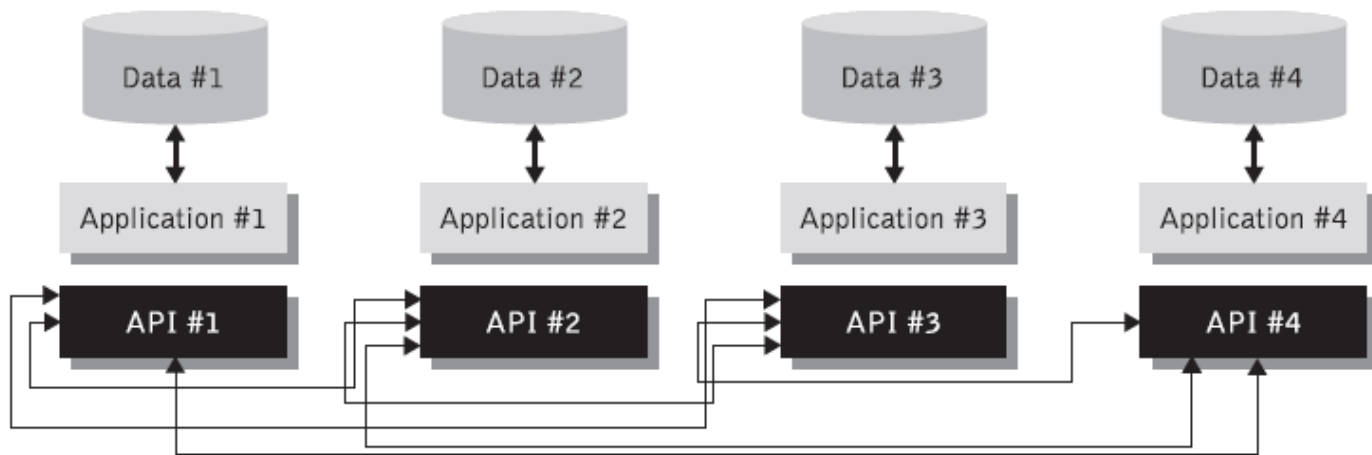 Data #1
Data #2
Data #3
Data #4
Application #1
Application #2
Application #3
Application #4
API #1
API #2
API #3
API #4